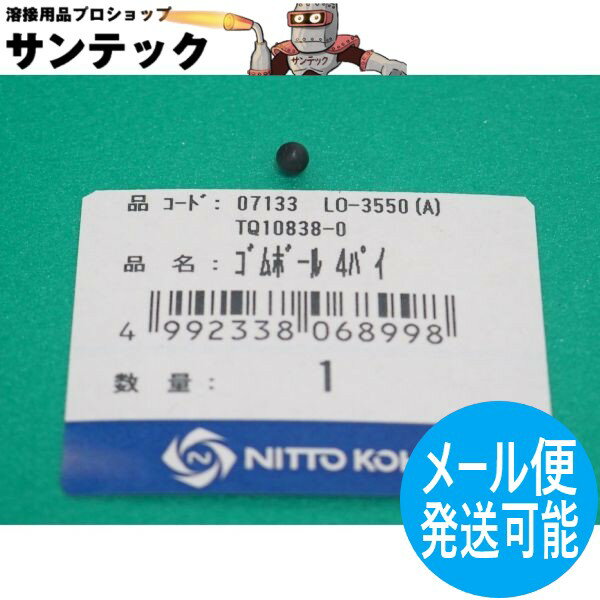 溶接用品プロショップ
サンテック
サンテック
品 コード: 07133 LO-3550(A)
TQ10838-0
品 名: ゴムボール 4パイ
4 992338 068998
数量: 1
N NITTO KOH
メール便
発送可能